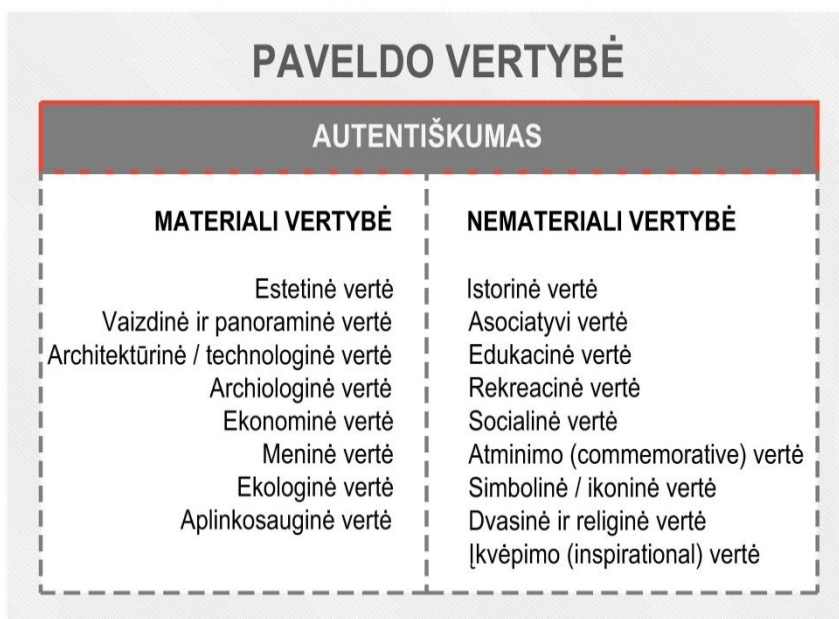 PAVELDO VERTYBĖ
AUTENTIŠKUMAS
MATERIALI VERTYBĖ
Estetinė vertė
Vaizdinė ir panoraminė vertė
Architektūrinė / technologinė vertė
Archiologinė vertė
Ekonominė vertė
Meninė vertė
Ekologinė vertė
Aplinkosauginė vertė
NEMATERIALI VERTYBĖ
Istorinė vertė
Asociatyvi vertė
Edukacinė vertė
Rekreacinė vertė
Socialinė vertė
Atminimo (commemorative) vertė
Simbolinė / ikoninė vertė
Dvasinė ir religinė vertė
Įkvėpimo (inspirational) vertė